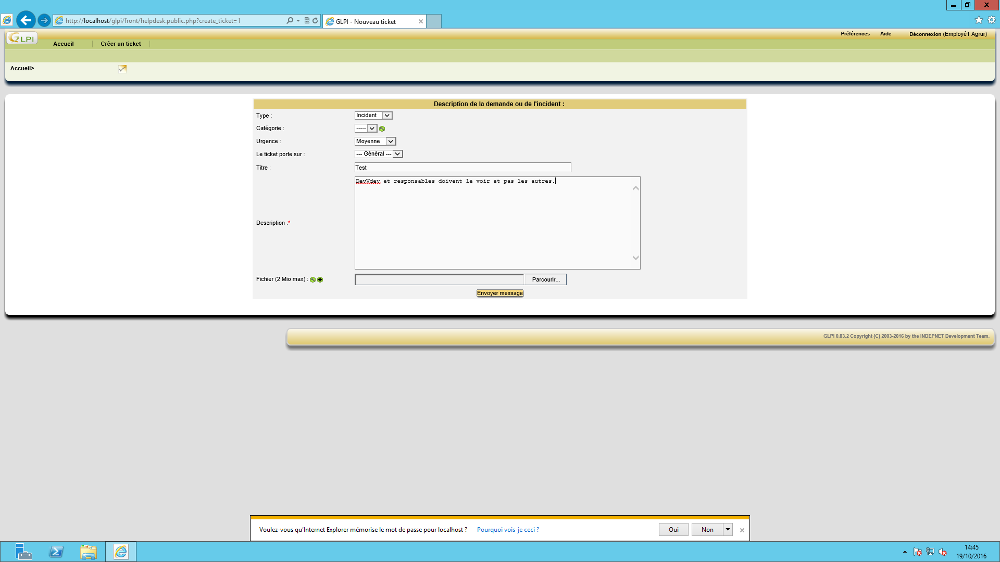 http://localhost/glpi/front/helpdesk.public.php?create_ticket=1
GLPI - Nouveau ticket
GLPI
Préférences
Aide
Déconnexion (Employé1 Agrur)
Accueil
Créer un ticket
Accueil>
Description de la demande ou de l'incident :
Type :
Incident
Catégorie :
-----
Urgence :
Moyenne
Le ticket porte sur :
--- Général ---
Titre :
Test
DevVdev et responsables doivent le voir et pas les autres.
Description :*
Fichier (2 Mio max) :
Parcourir...
Envoyer message
GLPI 0.83.2 Copyright (C) 2003-2016 by the INDEPNET Development Team.
Voulez-vous qu'Internet Explorer mémorise le mot de passe pour localhost ?
Pourquoi vois-je ceci ?
Oui
Non
14:45
19/10/2016